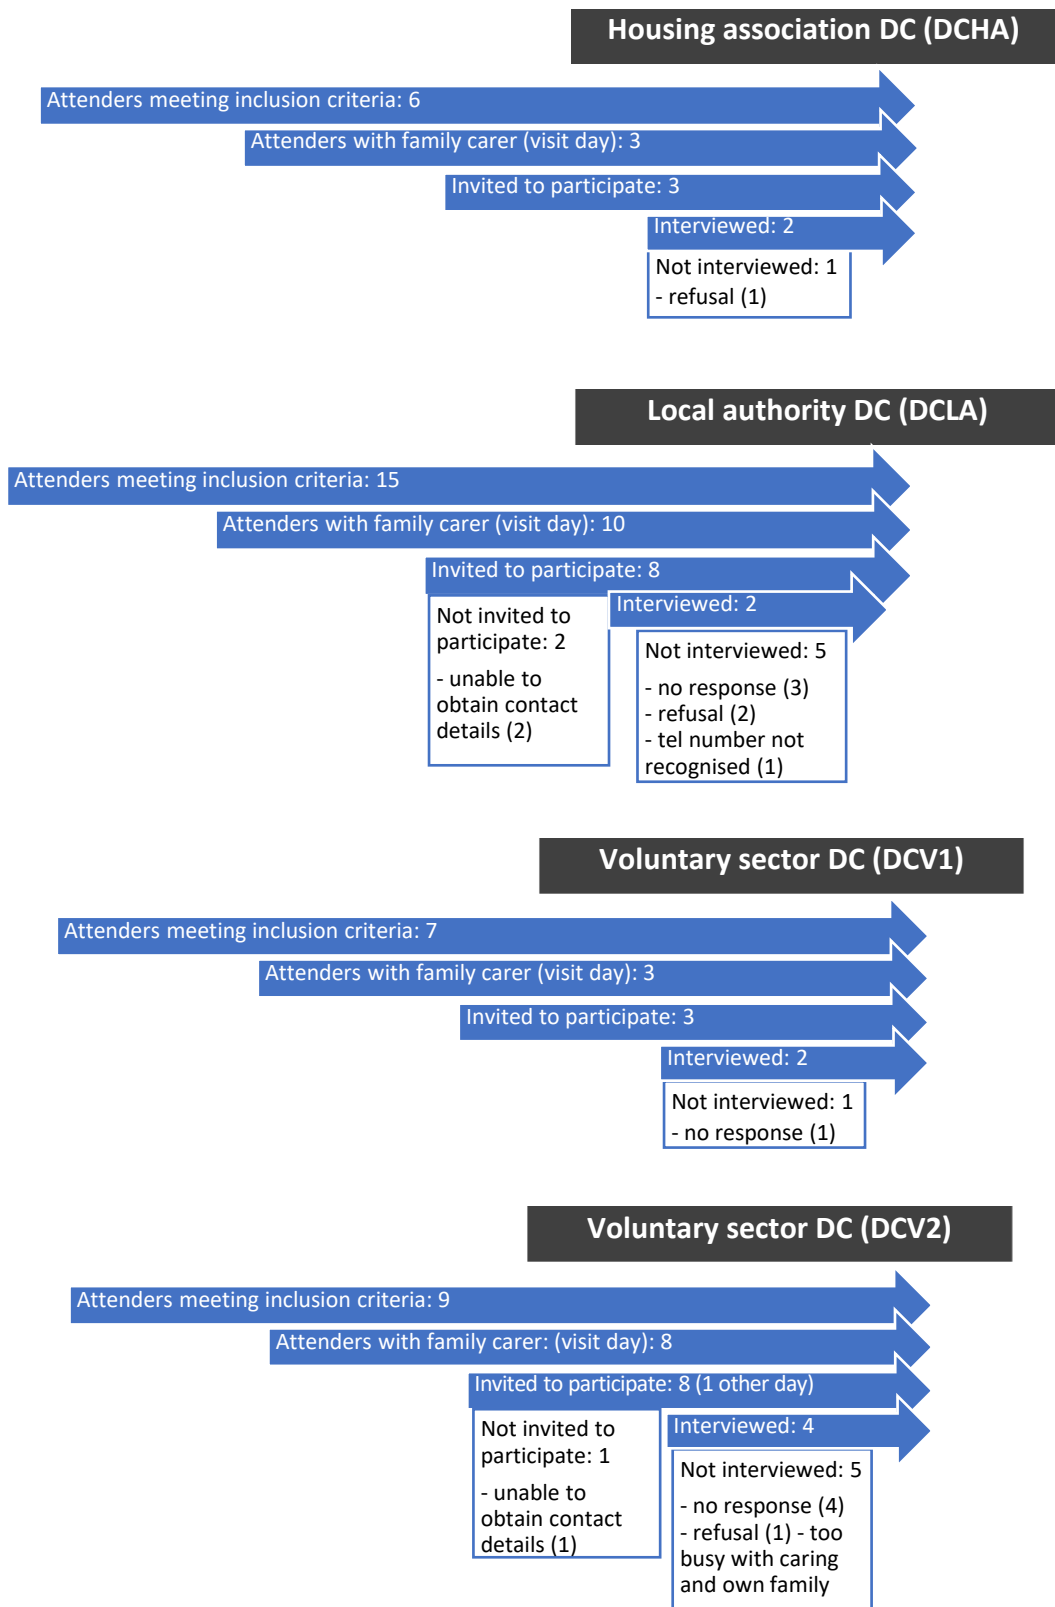 Housing association DC (DCHA)
Attenders meeting inclusion criteria: 6
Attenders with family carer (visit day): 3
Invited to participate: 3
Interviewed: 2
Not interviewed: 1
- refusal (1)
Local authority DC (DCLA)
Attenders meeting inclusion criteria: 15
Attenders with family carer (visit day): 10
Invited to participate: 8
Not invited to
participate: 2
- unable to
obtain contact
details (2)
Interviewed: 2
Not interviewed: 5
- no response (3)
- refusal (2)
- tel number not
recognised (1)
Voluntary sector DC (DCV1)
Attenders meeting inclusion criteria: 7
Attenders with family carer (visit day): 3
Invited to participate: 3
Interviewed: 2
Not interviewed: 1
- no response (1)
Voluntary sector DC (DCV2)
Attenders meeting inclusion criteria: 9
Attenders with family carer: (visit day): 8
Invited to participate: 8 (1 other day)
Not invited to
participate: 1
- unable to
obtain contact
details (1)
Interviewed: 4
Not interviewed: 5
- no response (4)
- refusal (1) - too
busy with caring
and own family